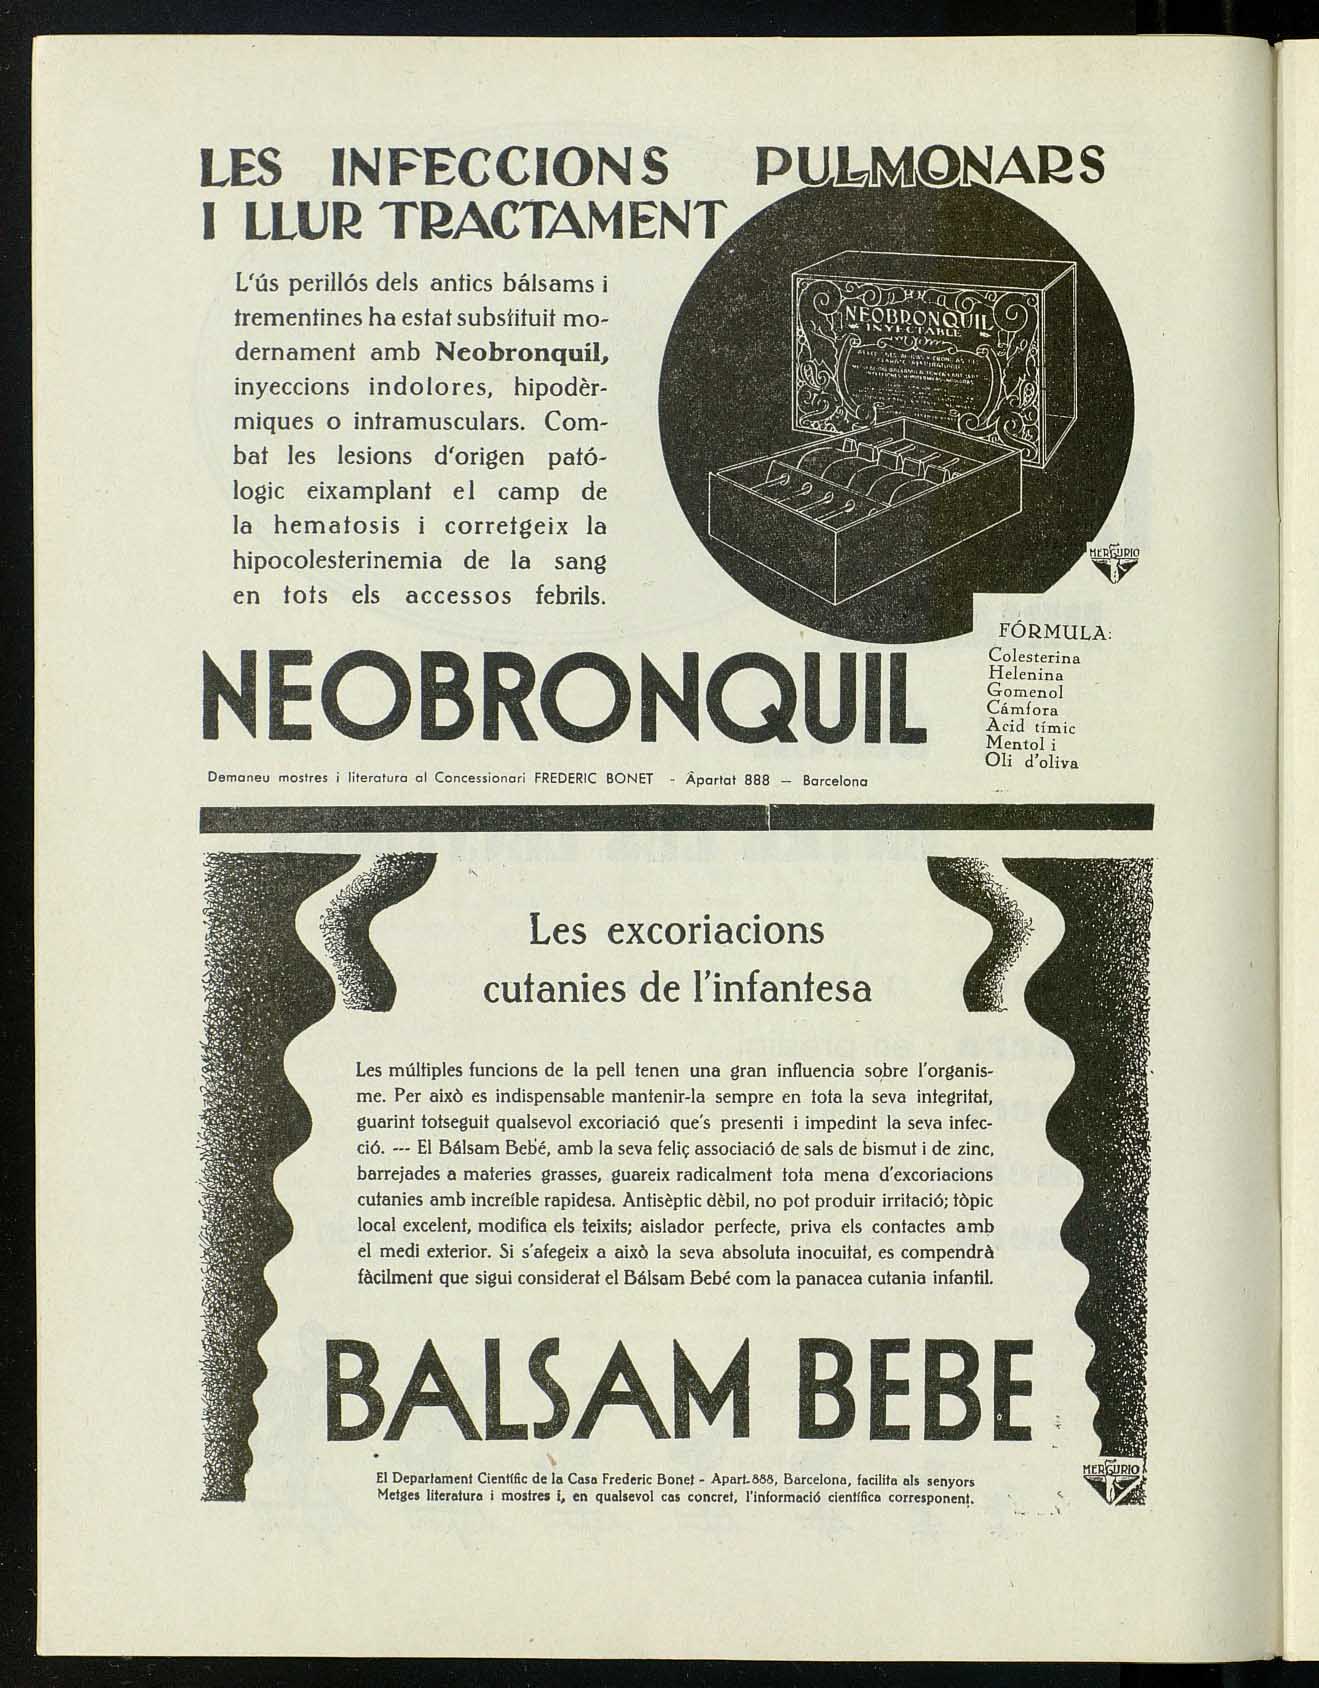 LES INFECCIONS PULMONARS
I LLUR TRACTAMENT
L'ús perillós dels antics bálsams i
trementines ha estat substituit mo-
dernament amb Neobronquil,
inyeccions indolores, hipodèr-
miques o intramusculars. Com-
bat les lesions d'origen pató-
logic eixamplant el camp de
la hematosis i corretgeix la
hipocolesterinemia de la sang
en tots els accessos febrils.
NEOBRONQUIL
INYECTABLE
MERCURIO
FÓRMULA:
Colesterina
Helenina
Gomenol
Cámfora
Acid tímic
Mentol i
Oli d'oliva
NEOBRONQUIL
Demaneu mostres i literatura al Concessionari FREDERIC BONET - Àpartat 888 — Barcelona
Les excoriacions
cutanies de l'infantesa
Les múltiples funcions de la pell tenen una gran influencia sobre l'organis-
me. Per això es indispensable mantenir-la sempre en tota la seva integritat,
guarint totseguit qualsevol excoriació que's presenti i impedint la seva infec-
ció. --- El Bálsam Bebé, amb la seva feliç associació de sals de bismut i de zinc,
barrejades a materies grasses, guareix radicalment tota mena d'excoriacions
cutanies amb increíble rapidesa. Antisèptic dèbil, no pot produir irritació; tòpic
local excelent, modifica els teixits; aislador perfecte, priva els contactes amb
el medi exterior. Si s'afegeix a això la seva absoluta inocuitat, es compendrà
fàcilment que sigui considerat el Bálsam Bebé com la panacea cutania infantil.
BALSAM BEBE
El Departament Científic de la Casa Frederic Bonet - Apart-888, Barcelona, facilita als senyors
Metges literatura i mostres i, en qualsevol cas concret, l'informació científica corresponent.
MERCURIO